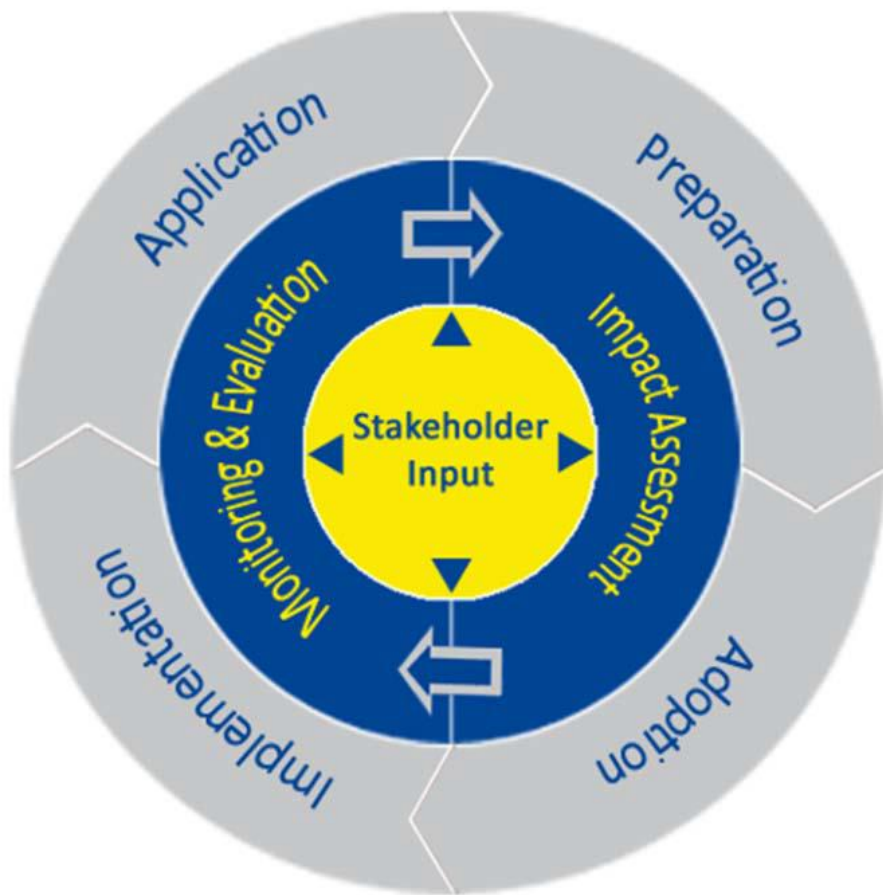 Application
Preparation
Monitoring & Evaluation
Impact Assessment
Stakeholder
Input
Implementation
Adoption